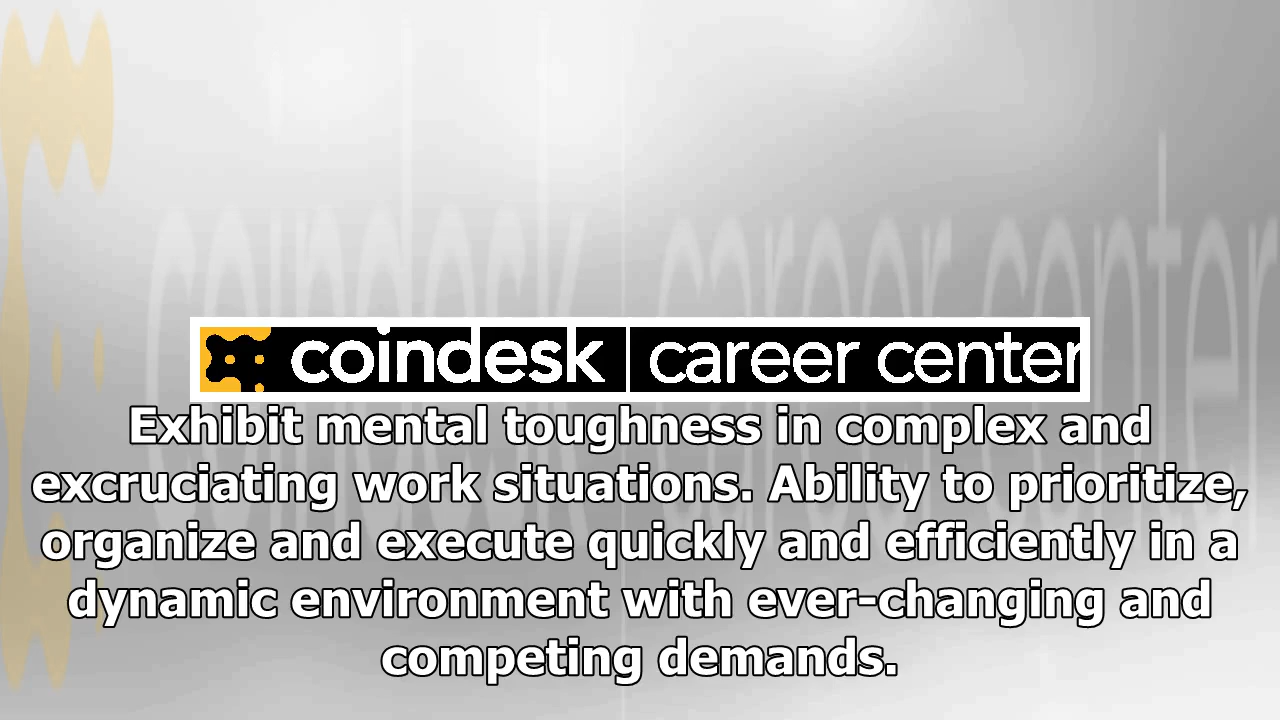 coindesk | career center
Exhibit mental toughness in complex and
excruciating work situations. Ability to prioritize,
organize and execute quickly and efficiently in a
dynamic environment with ever-changing and
competing demands.